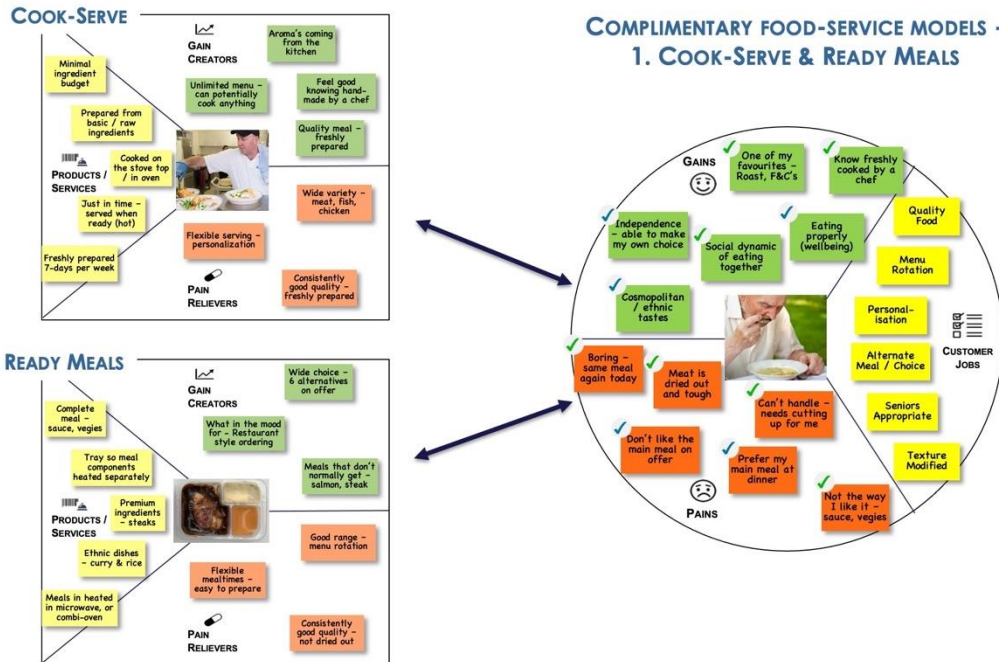 COOK-SERVE
GAIN
CREATORS
Aroma's coming
from the
kitchen
Minimal
ingredient
budget
Unlimited menu –
can potentially
cook anything
Feel good
knowing hand-
made by a chef
Prepared from
basic / raw
ingredients
Quality meal –
freshly
prepared
PRODUCTS /
SERVICES
Cooked on
the stove top
/ in oven
Just in time –
served when
ready (hot)
Wide variety –
meat, fish,
chicken
Flexible serving –
personalization
Freshly prepared
7-days per week
PAIN
RELIEVERS
Consistently
good quality –
freshly prepared
READY MEALS
GAIN
CREATORS
Wide choice –
6 alternatives
on offer
Complete
meal –
sauce, vegies
What in the mood
for – Restaurant
style ordering
Tray so meal
components
heated separately
Meals that don't
normally get –
salmon, steak
PRODUCTS /
SERVICES
Premium
ingredients
– steaks
Ethnic dishes
– curry & rice
Good range –
menu rotation
Flexible
mealtimes –
easy to prepare
Meals in heated
in microwave, or
combi-oven
PAIN
RELIEVERS
Consistently
good quality –
not dried out
COMPLIMENTARY FOOD-SERVICE MODELS –
1. COOK-SERVE & READY MEALS
GAINS
One of my
favourites –
Roast, F&C's
Know freshly
cooked by a
chef
Independence
– able to make
my own choice
Social dynamic
of eating
together
Eating
properly
(wellbeing)
Cosmopolitan
/ ethnic
tastes
Quality
Food
Menu
Rotation
Personal-
isation
Alternate
Meal / Choice
Seniors
Appropriate
Texture
Modified
CUSTOMER
JOBS
Boring –
same meal
again today
Meat is
dried out
and tough
Can't handle –
needs cutting
up for me
Don't like the
main meal on
offer
Prefer my
main meal at
dinner
Not the way
I like it –
sauce, vegies
PAINS